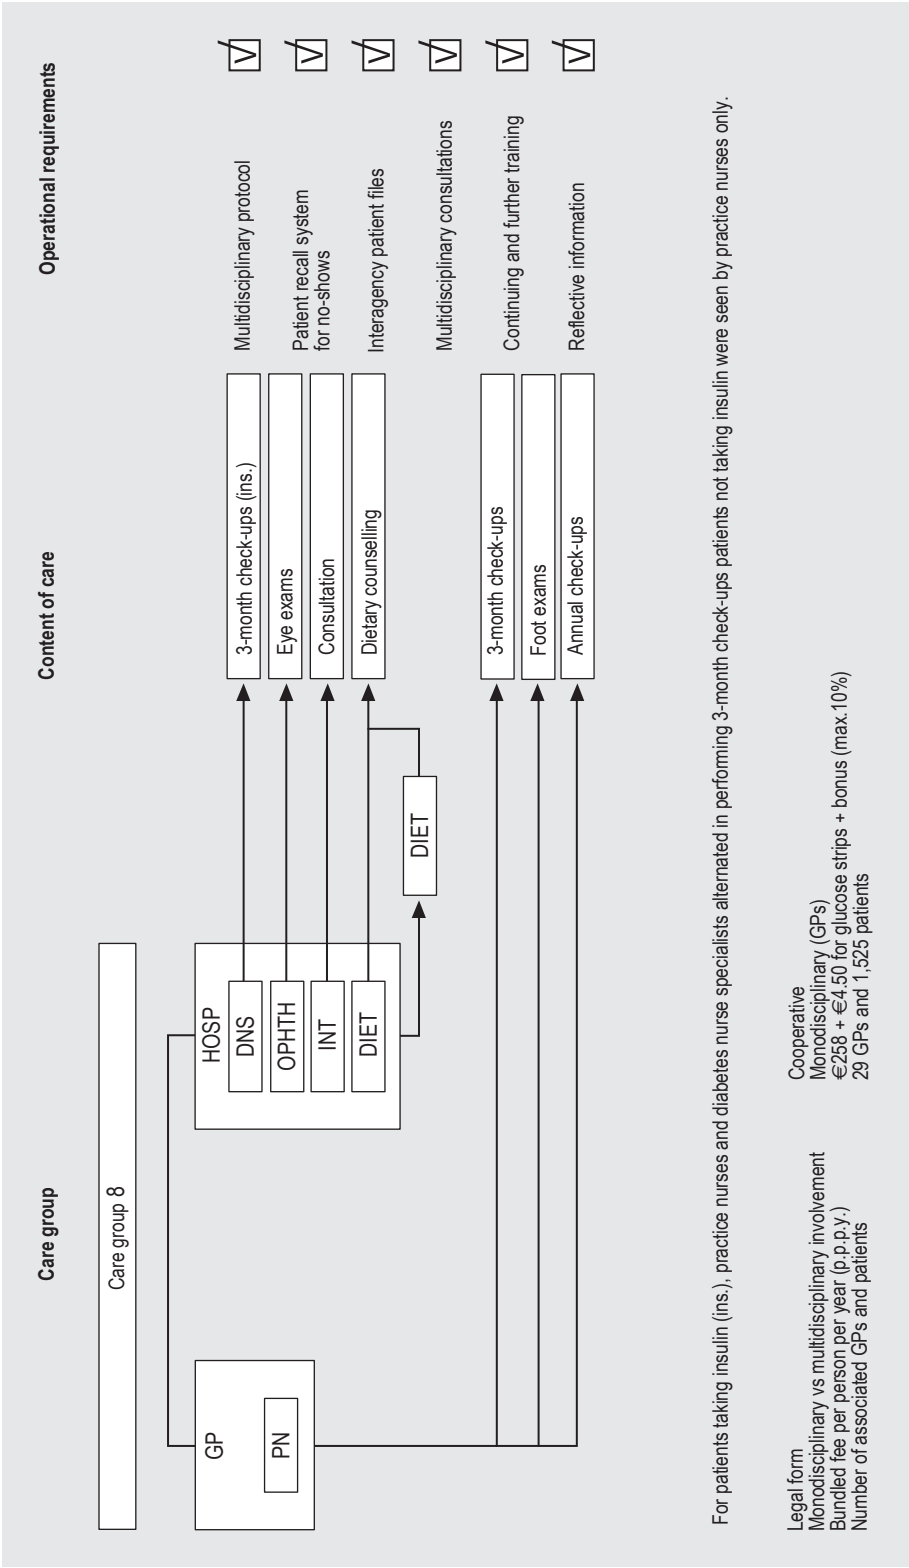 Care group
Content of care
Operational requirements
Care group 8
GP
PN
HOSP
DNS
OPHTH
INT
DIET
DIET
3-month check-ups (ins.)
Eye exams
Consultation
Dietary counselling
3-month check-ups
Foot exams
Annual check-ups
Multidisciplinary protocol
Patient recall system
for no-shows
Interagency patient files
Multidisciplinary consultations
Continuing and further training
Reflective information
For patients taking insulin (ins.), practice nurses and diabetes nurse specialists alternated in performing 3-month check-ups patients not taking insulin were seen by practice nurses only.
Legal form
Cooperative
Monodisciplinary vs multidisciplinary involvement
Monodisciplinary (GPs)
Bundled fee per person per year (p.p.p.y.)
€258 + €4.50 for glucose strips + bonus (max.10%)
Number of associated GPs and patients
29 GPs and 1,525 patients